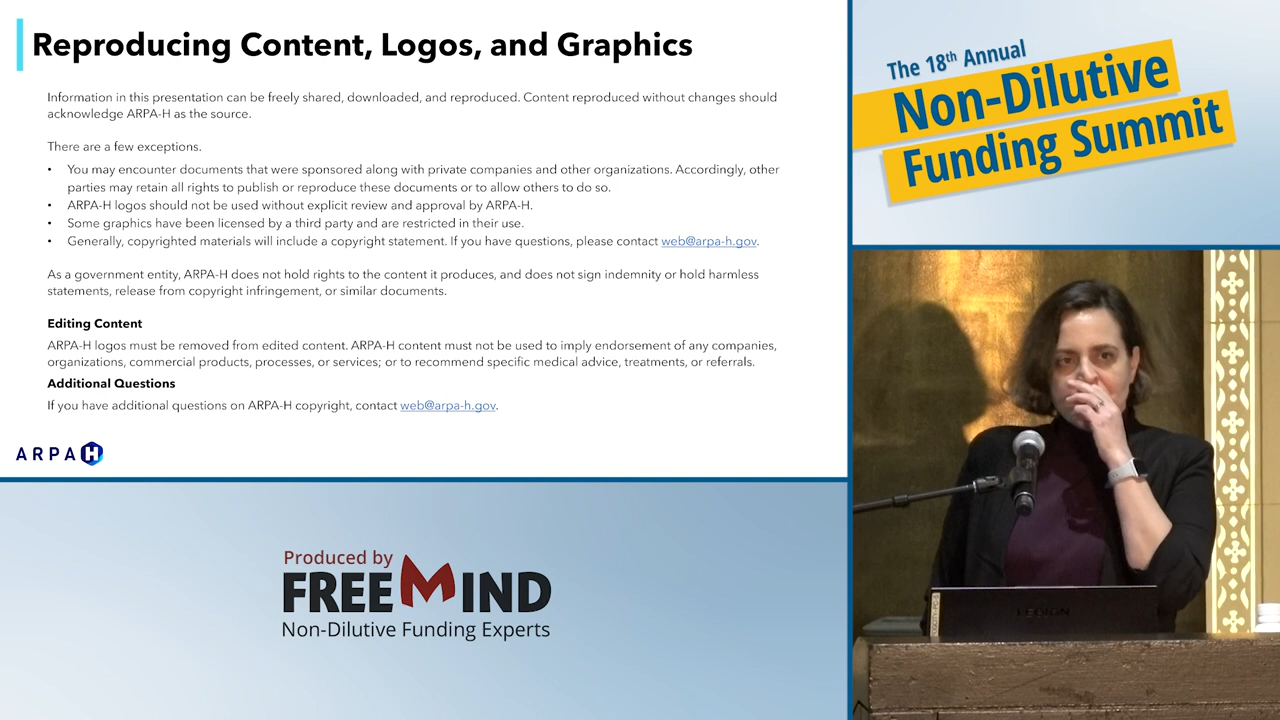 Reproducing Content, Logos, and Graphics
Information in this presentation can be freely shared, downloaded, and reproduced. Content reproduced without changes should
acknowledge ARPA-H as the source.
There are a few exceptions.
• You may encounter documents that were sponsored along with private companies and other organizations. Accordingly, other
parties may retain all rights to publish or reproduce these documents or to allow others to do so.
• ARPA-H logos should not be used without explicit review and approval by ARPA-H.
• Some graphics have been licensed by a third party and are restricted in their use.
• Generally, copyrighted materials will include a copyright statement. If you have questions, please contact web@arpa-h.gov.
As a government entity, ARPA-H does not hold rights to the content it produces, and does not sign indemnity or hold harmless
statements, release from copyright infringement, or similar documents.
Editing Content
ARPA-H logos must be removed from edited content. ARPA-H content must not be used to imply endorsement of any companies,
organizations, commercial products, processes, or services; or to recommend specific medical advice, treatments, or referrals.
Additional Questions
If you have additional questions on ARPA-H copyright, contact web@arpa-h.gov.
ARPA H
The 18th Annual
Non-Dilutive
Funding Summit
LEGION
Produced by
FREEMIND
Non-Dilutive Funding Experts